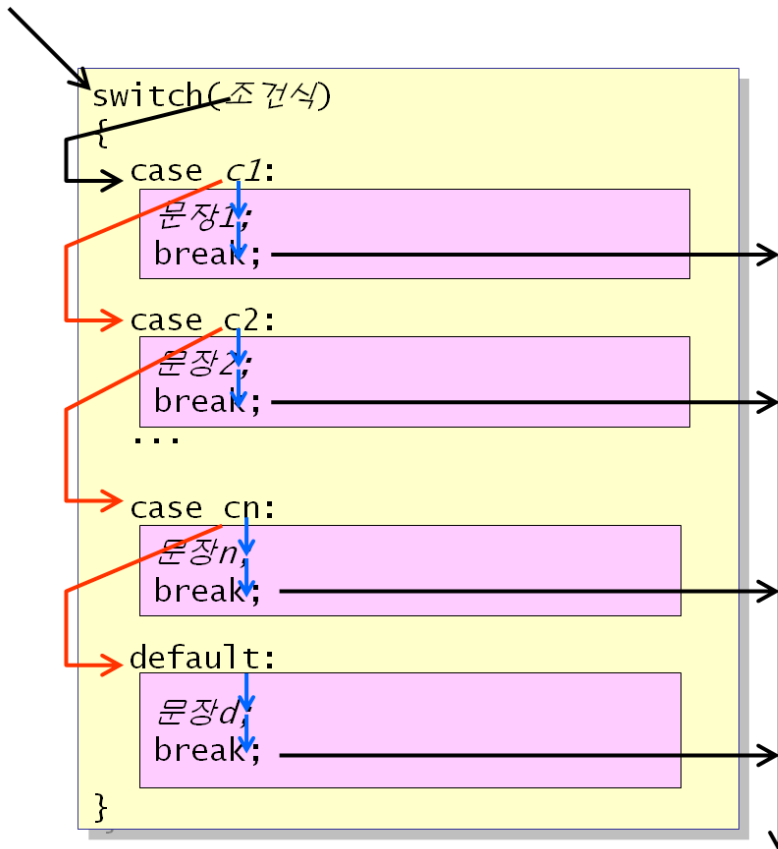 switch(조건식)
{
case c1:
문장1;
break;
case c2:
문장2;
break;
...
case cn:
문장n;
break;
default:
문장d;
break;
}